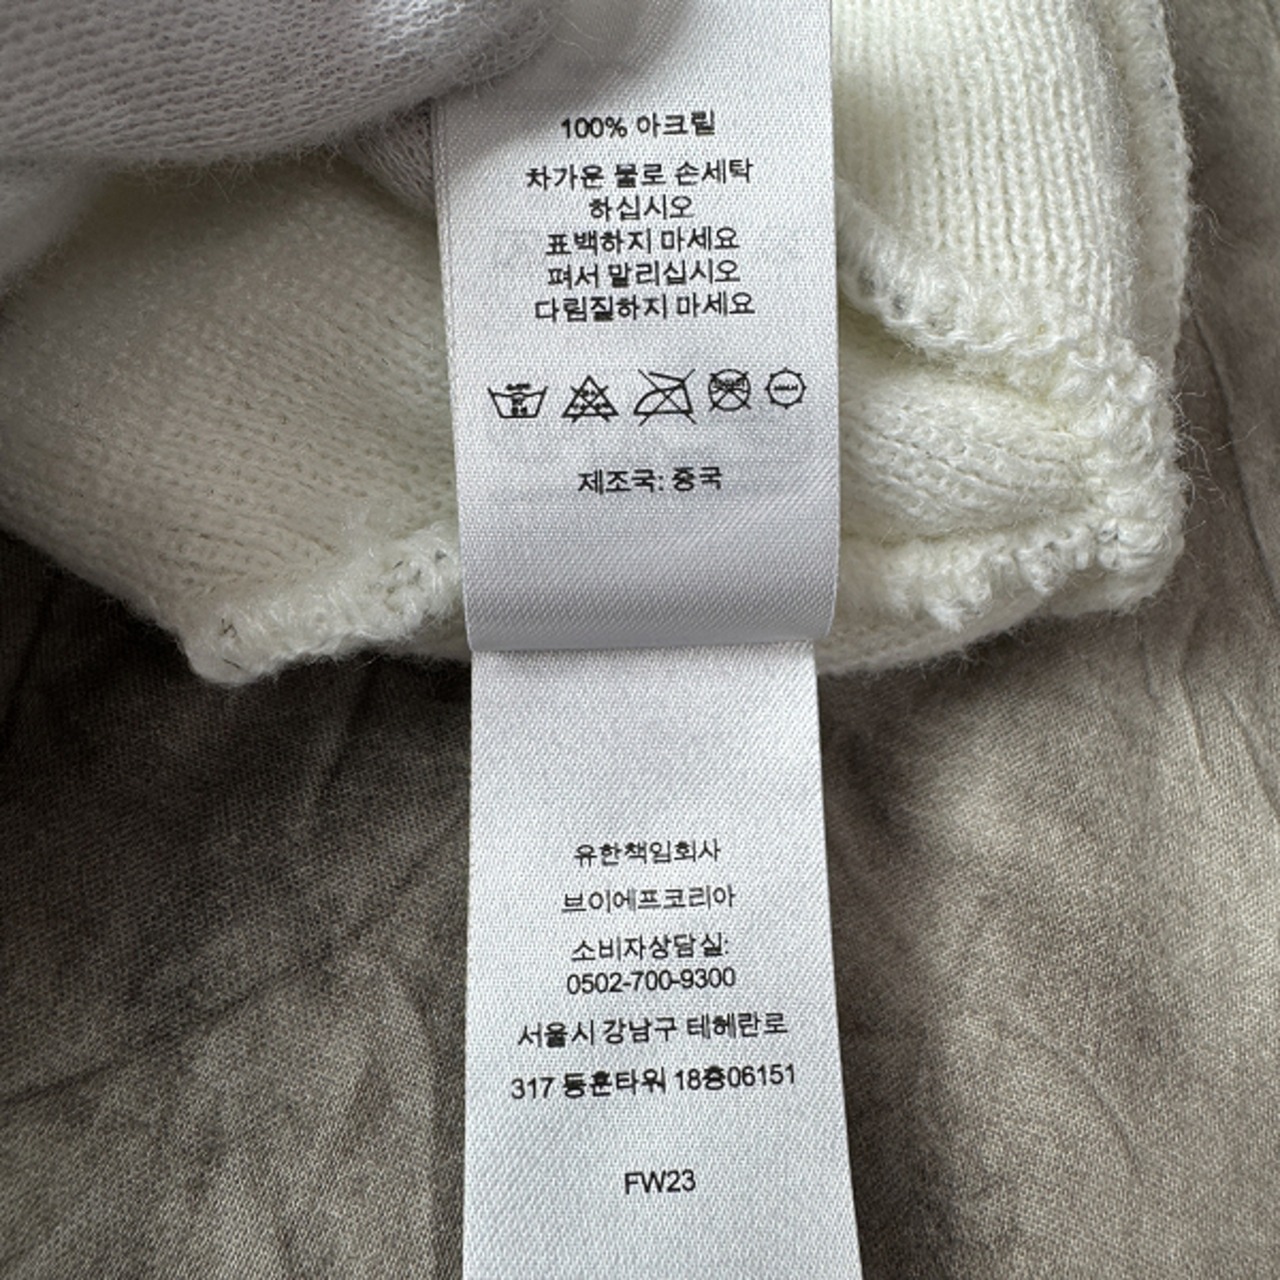 100% 아크릴
차가운 물로 손세탁
하십시오
표백하지 마세요
펴서 말리십시오
다림질하지 마세요
제조국: 중국
유한책임회사
브이에프코리아
소비자상담실:
0502-700-9300
서울시 강남구 테헤란로
317 동훈타워 18층06151
FW23